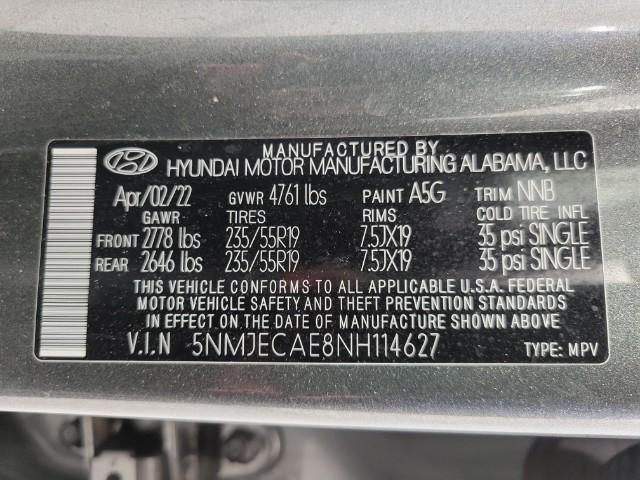 MANUFACTURED BY
HYUNDAI MOTOR MANUFACTURING ALABAMA, LLC
Apr/02/22 GVWR 4761 lbs PAINT A5G TRIM NNB
GAWR TIRES RIMS COLD TIRE INFL
FRONT 2778 lbs 235/55R19 7.5JX19 35 psi SINGLE
REAR 2646 lbs 235/55R19 7.5JX19 35 psi SINGLE
THIS VEHICLE CONFORMS TO ALL APPLICABLE U.S.A. FEDERAL
MOTOR VEHICLE SAFETY AND THEFT PREVENTION STANDARDS
IN EFFECT ON THE DATE OF MANUFACTURE SHOWN ABOVE
V.I.N 5NMJECAE8NH114627 TYPE: MPV